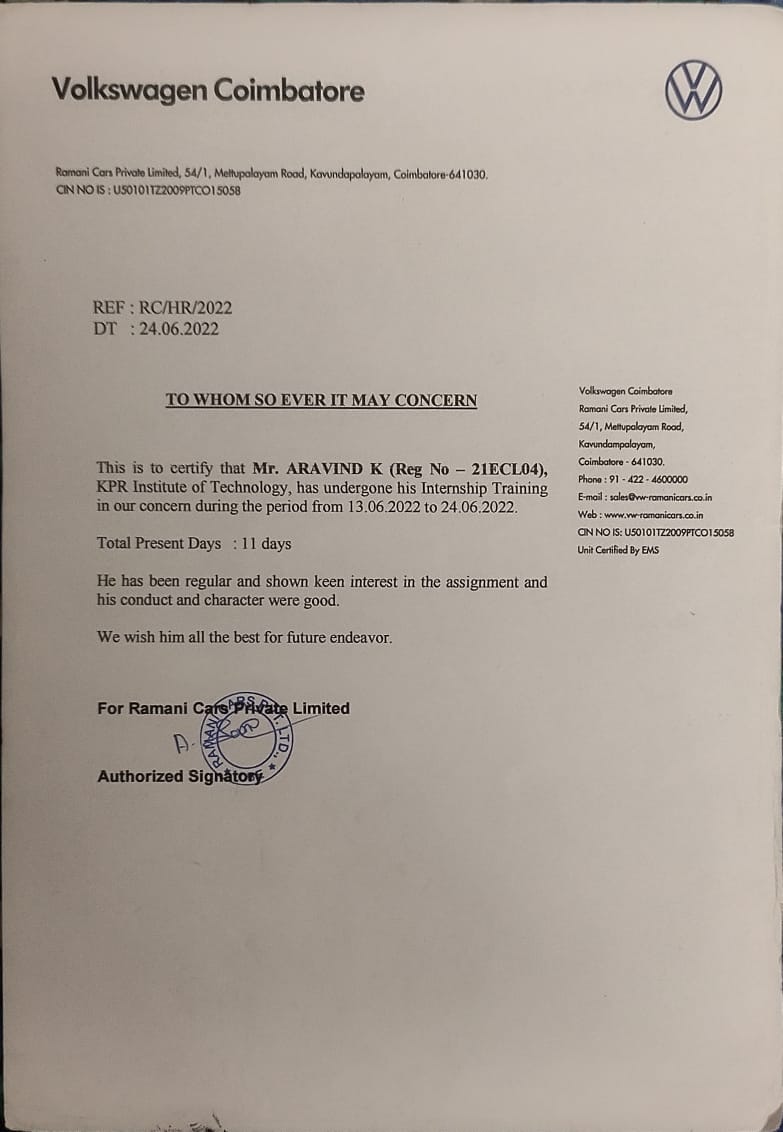 Volkswagen Coimbatore
Ramani Cars Private Limited, 54/1, Mettupalayam Road, Kavundapalayam, Coimbatore-641030.
CIN NO IS : U50101TZ2009PTCO15058
REF : RC/HR/2022
DT : 24.06.2022
TO WHOM SO EVER IT MAY CONCERN
This is to certify that Mr. ARAVIND K (Reg No – 21ECL04),
KPR Institute of Technology, has undergone his Internship Training
in our concern during the period from 13.06.2022 to 24.06.2022.
Total Present Days : 11 days
He has been regular and shown keen interest in the assignment and
his conduct and character were good.
We wish him all the best for future endeavor.
For Ramani Cars Private Limited
A.
RAMANI CARS PVT. LTD.,
Authorized Signatory
Volkswagen Coimbatore
Ramani Cars Private Limited,
54/1, Mettupalayam Road,
Kavundampalayam,
Coimbatore - 641030.
Phone : 91 - 422 - 4600000
E-mail : sales@vw-ramanicars.co.in
Web : www.vw-ramanicars.co.in
CIN NO IS: U50101TZ2009PTCO15058
Unit Certified By EMS